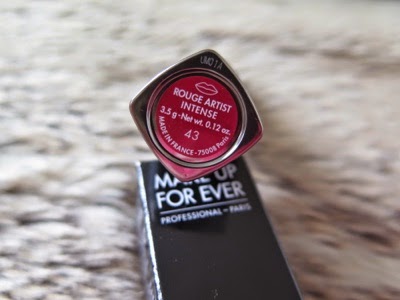 UM01A
ROUGE ARTIST
INTENSE
3.5 g - Net wt. 0.12 oz.
43
MADE IN FRANCE - 75008 Paris
MAKE UP
FOR EVER
PROFESSIONAL - PARIS